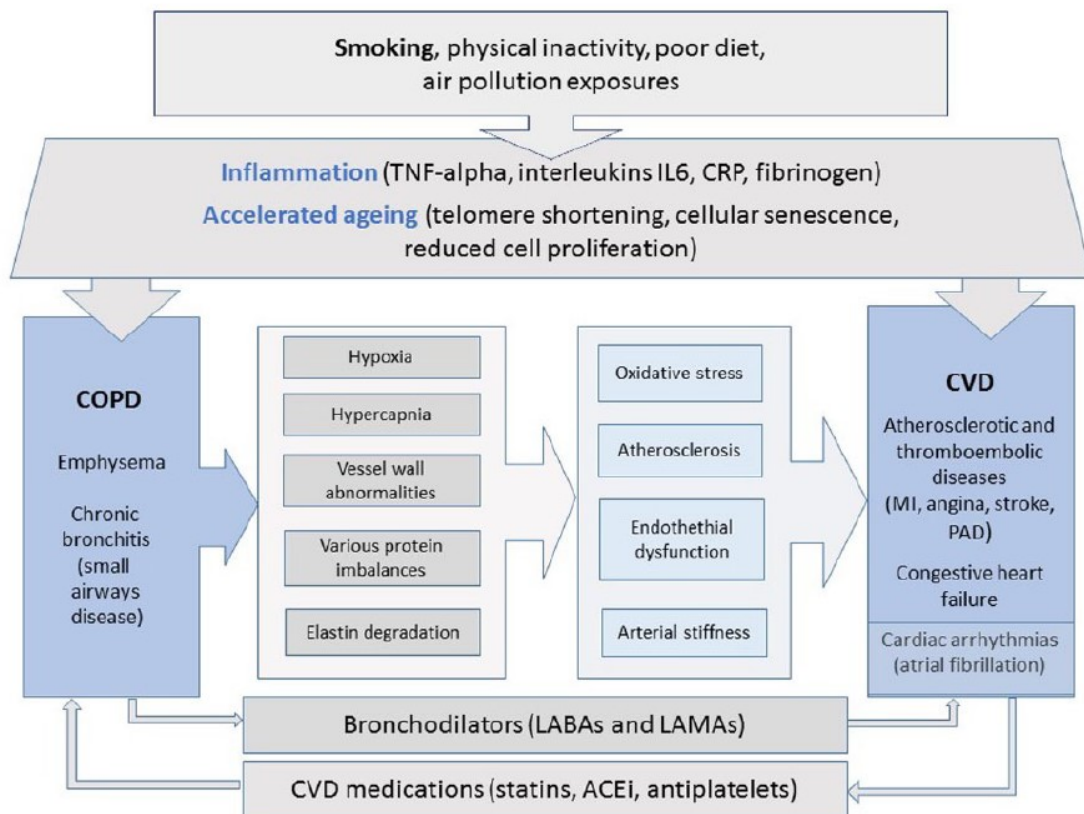 Smoking, physical inactivity, poor diet,
air pollution exposures
Inflammation (TNF-alpha, interleukins IL6, CRP, fibrinogen)
Accelerated ageing (telomere shortening, cellular senescence,
reduced cell proliferation)
COPD
Emphysema
Chronic
bronchitis
(small
airways
disease)
Hypoxia
Hypercapnia
Vessel wall
abnormalities
Various protein
imbalances
Elastin degradation
Oxidative stress
Atherosclerosis
Endothethial
dysfunction
Arterial stiffness
CVD
Atherosclerotic and
thromboembolic
diseases
(MI, angina, stroke,
PAD)
Congestive heart
failure
Cardiac arrhythmias
(atrial fibrillation)
Bronchodilators (LABAs and LAMAs)
CVD medications (statins, ACEi, antiplatelets)